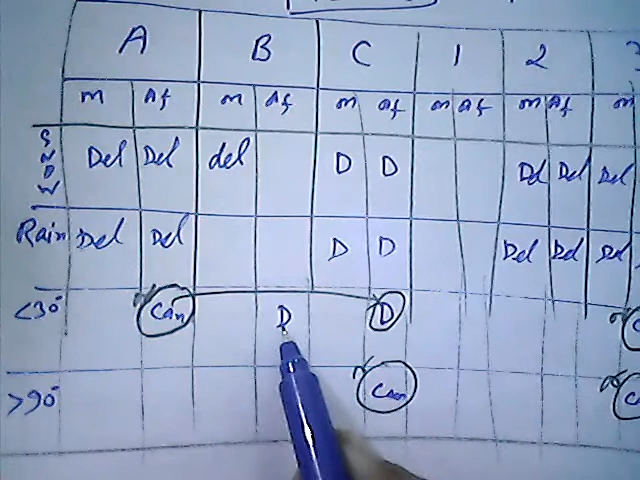 A B C 1 2 3
m Af m Af m af m af m Af m
SNOW Del Del del D D Del Del Del
Rain Del Del D D Del Del Del
<30° Can D D
>90° Can